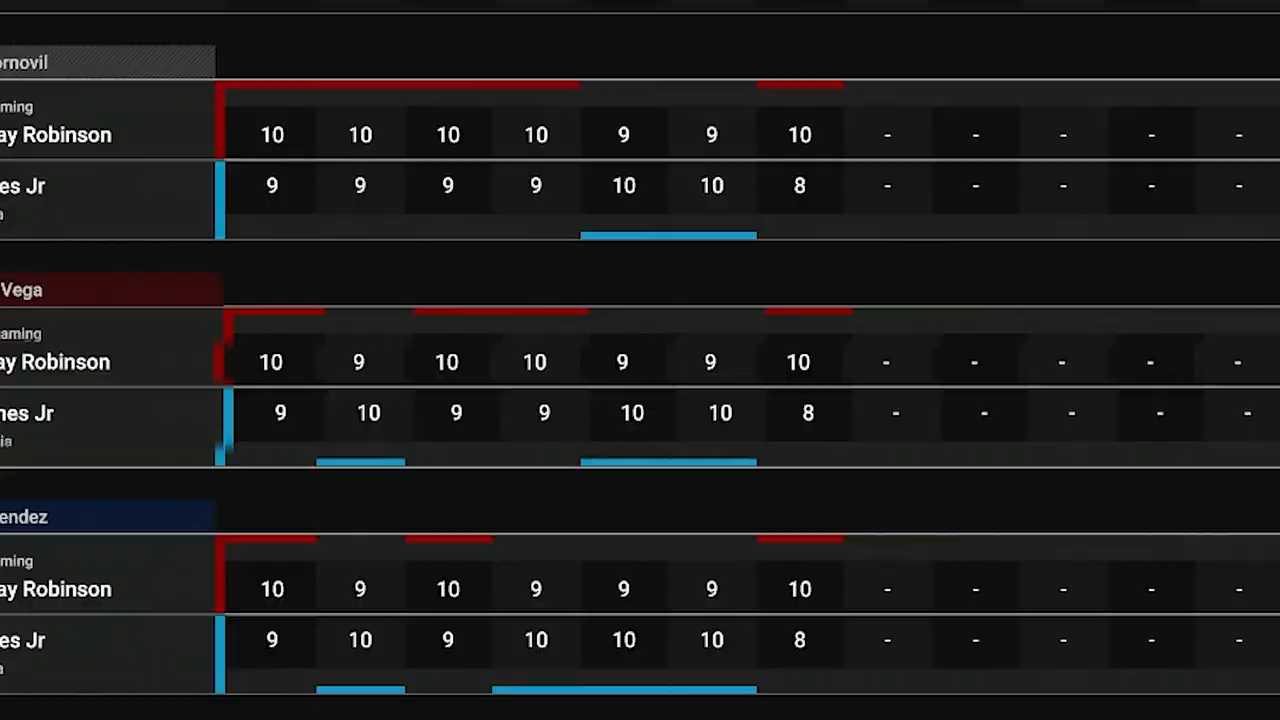 rnovil
ming
ay Robinson 10 10 10 10 9 9 10 - - - - -
es Jr 9 9 9 9 10 10 8 - - - - -
a
Vega
aming
ay Robinson 10 9 10 10 9 9 10 - - - - -
nes Jr 9 10 9 9 10 10 8 - - - - -
ia
endez
ming
ay Robinson 10 9 10 9 9 9 10 - - - - -
es Jr 9 10 9 10 10 10 8 - - - - -
a